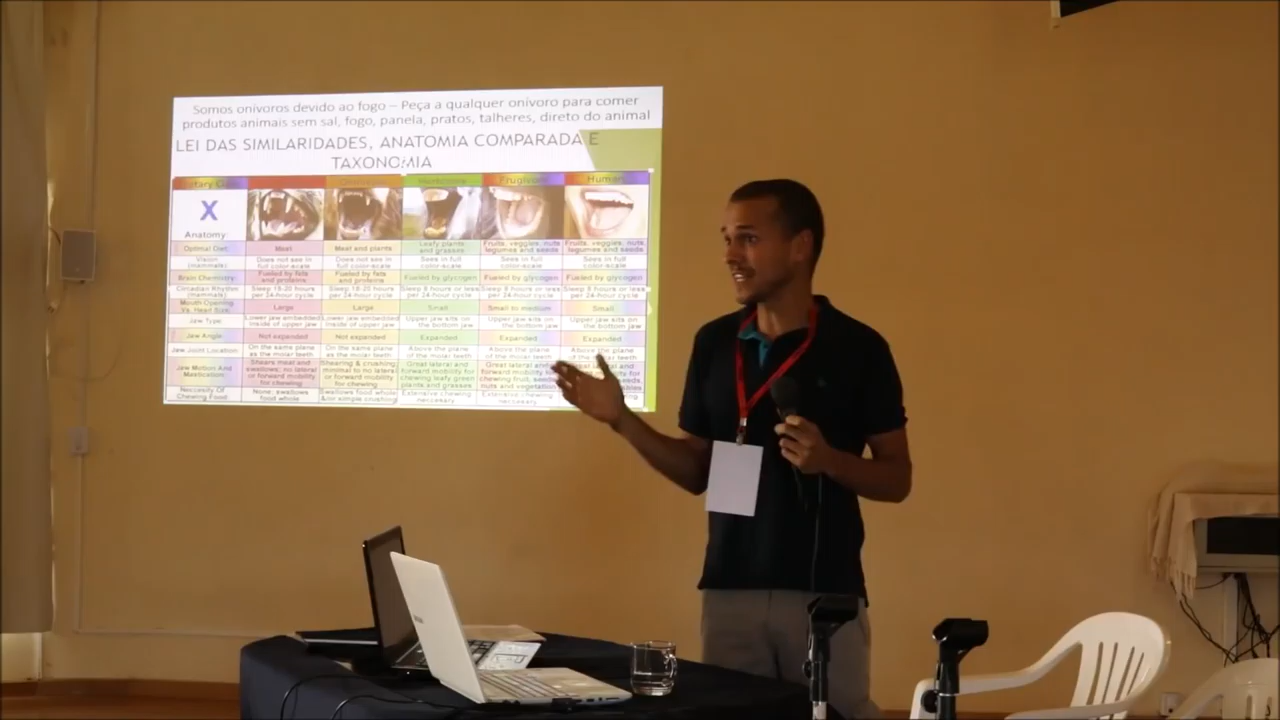 Somos onívoros devido ao fogo – Peça a qualquer onívoro para comer
produtos animais sem sal, fogo, panela, pratos, talheres, direto do animal
LEI DAS SIMILARIDADES, ANATOMIA COMPARADA E
TAXONOMIA
Human
X
Anatomy:
Optimal Diet: Meat Meat and plants Leafy plants and grasses Fruits, veggies, nuts, legumes and seeds Fruits, veggies, nuts, legumes and seeds
Vision (mammals): Does not see in full color-scale Does not see in full color-scale Sees in full color-scale Sees in full color-scale Sees in full color-scale
Brain Chemistry: Fueled by fats and proteins Fueled by fats and proteins Fueled by glycogen Fueled by glycogen Fueled by glycogen
Circadian Rhythm (mammals): Sleep 18-20 hours per 24-hour cycle Sleep 18-20 hours per 24-hour cycle Sleep 8 hours or less per 24-hour cycle Sleep 8 hours or less per 24-hour cycle Sleep 8 hours or less per 24-hour cycle
Mouth Opening Vs. Head Size: Large Large Small Small to medium Small
Jaw Type: Lower jaw embedded inside of upper jaw Lower jaw embedded inside of upper jaw Upper jaw sits on the bottom jaw Upper jaw sits on the bottom jaw Upper jaw sits on the bottom jaw
Jaw Angle: Not expanded Not expanded Expanded Expanded Expanded
Jaw Joint Location: On the same plane as the molar teeth On the same plane as the molar teeth Above the plane of the molar teeth Above the plane of the molar teeth Above the plane molar teeth
Jaw Motion And Mastication: Shears meat and swallows; no lateral or forward mobility for chewing Shearing & crushing; minimal to no lateral or forward mobility for chewing Great lateral and forward mobility for chewing leafy green plants and grasses Great lateral and forward mobility for chewing fruit, nuts and vegetation
Necessity Of Chewing Food: None; swallows food whole Swallows food whole &/or simple crushing Extensive chewing neccesary Extensive chewing neccesary